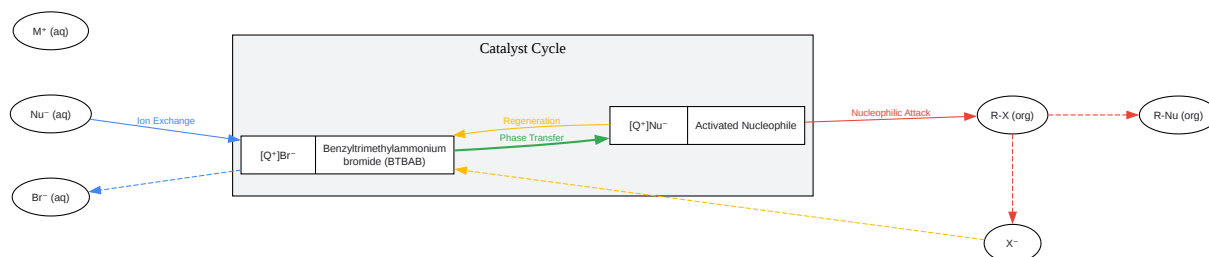 M⁺ (aq)
Catalyst Cycle
Nu⁻ (aq)
Ion Exchange
Br⁻ (aq)
[Q⁺]Br⁻
Benzyltrimethylammonium
bromide (BTBAB)
Regeneration
Phase Transfer
[Q⁺]Nu⁻
Activated Nucleophile
Nucleophilic Attack
R-X (org)
R-Nu (org)
X⁻